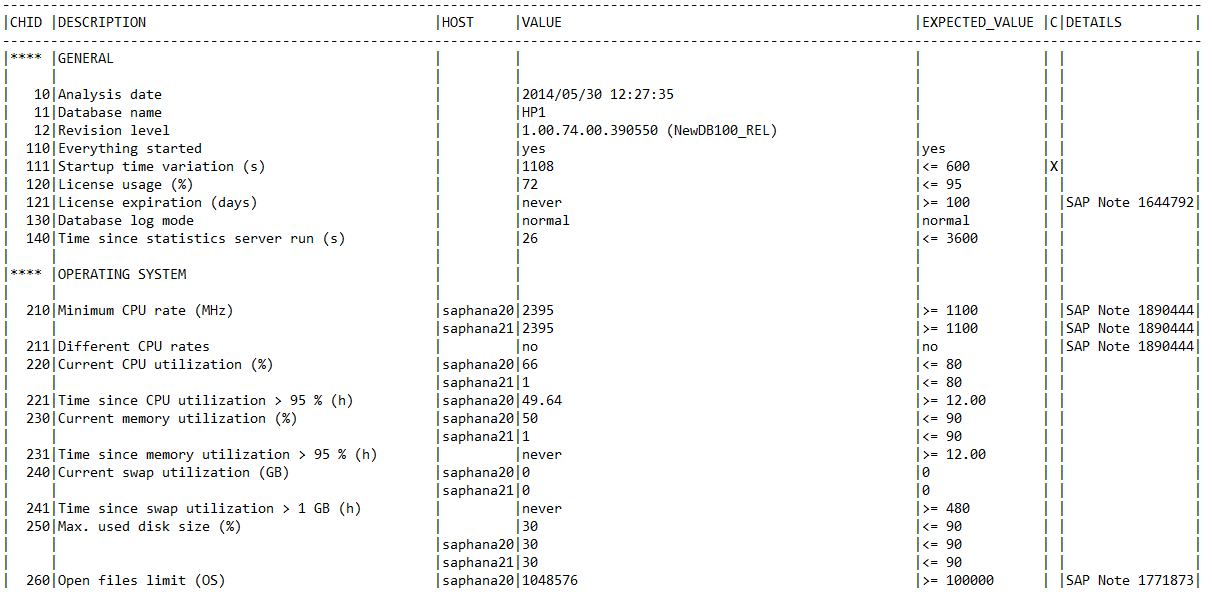 |CHID |DESCRIPTION |HOST |VALUE |EXPECTED_VALUE |C|DETAILS |
|**** |GENERAL | | | | | |
| | | | | | | |
| 10|Analysis date | |2014/05/30 12:27:35 | | | |
| 11|Database name | |HP1 | | | |
| 12|Revision level | |1.00.74.00.390550 (NewDB100_REL) | | | |
| 110|Everything started | |yes |yes | | |
| 111|Startup time variation (s) | |1108 |<= 600 |X| |
| 120|License usage (%) | |72 |<= 95 | | |
| 121|License expiration (days) | |never |>= 100 | |SAP Note 1644792|
| 130|Database log mode | |normal |normal | | |
| 140|Time since statistics server run (s) | |26 |<= 3600 | | |
| | | | | | | |
|**** |OPERATING SYSTEM | | | | | |
| | | | | | | |
| 210|Minimum CPU rate (MHz) |saphana20|2395 |>= 1100 | |SAP Note 1890444|
| | |saphana21|2395 |>= 1100 | |SAP Note 1890444|
| 211|Different CPU rates | |no |no | |SAP Note 1890444|
| 220|Current CPU utilization (%) |saphana20|66 |<= 80 | | |
| | |saphana21|1 |<= 80 | | |
| 221|Time since CPU utilization > 95 % (h) |saphana20|49.64 |>= 12.00 | | |
| 230|Current memory utilization (%) |saphana20|50 |<= 90 | | |
| | |saphana21|1 |<= 90 | | |
| 231|Time since memory utilization > 95 % (h) | |never |>= 12.00 | | |
| 240|Current swap utilization (GB) |saphana20|0 |0 | | |
| | |saphana21|0 |0 | | |
| 241|Time since swap utilization > 1 GB (h) | |never |>= 480 | | |
| 250|Max. used disk size (%) | |30 |<= 90 | | |
| | |saphana20|30 |<= 90 | | |
| | |saphana21|30 |<= 90 | | |
| 260|Open files limit (OS) |saphana20|1048576 |>= 100000 | |SAP Note 1771873|